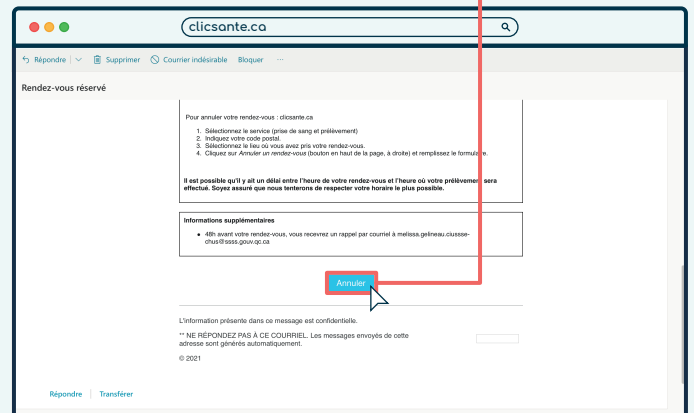 clicsante.ca
Répondre Supprimer Courrier indésirable Bloquer ...
Rendez-vous réservé
Pour annuler votre rendez-vous : clicsante.ca
1. Sélectionnez le service (prise de sang et prélèvement)
2. Indiquez votre code postal.
3. Sélectionnez le lieu où vous avez pris votre rendez-vous.
4. Cliquez sur Annuler un rendez-vous (bouton en haut de la page, à droite) et remplissez le formulaire.
Il est possible qu'il y ait un délai entre l'heure de votre rendez-vous et l'heure où votre prélèvement sera
effectué. Soyez assuré que nous tenterons de respecter votre horaire le plus possible.
Informations supplémentaires
• 48h avant votre rendez-vous, vous recevrez un rappel par courriel à melissa.gelineau.ciussse-
chus@ssss.gouv.qc.ca
Annuler
L'information présente dans ce message est confidentielle.
** NE RÉPONDEZ PAS À CE COURRIEL. Les messages envoyés de cette
adresse sont générés automatiquement.
© 2021
Répondre | Transférer